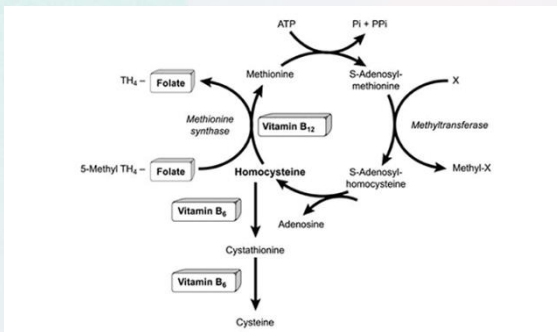 ATP
Pi + PPi
Methionine
S-Adenosyl-
methionine
TH4 – Folate
X
Methionine
synthase
Vitamin B12
Methyltransferase
5-Methyl TH4 – Folate
Homocysteine
S-Adenosyl-
homocysteine
Methyl-X
Vitamin B6
Adenosine
Cystathionine
Vitamin B6
Cysteine